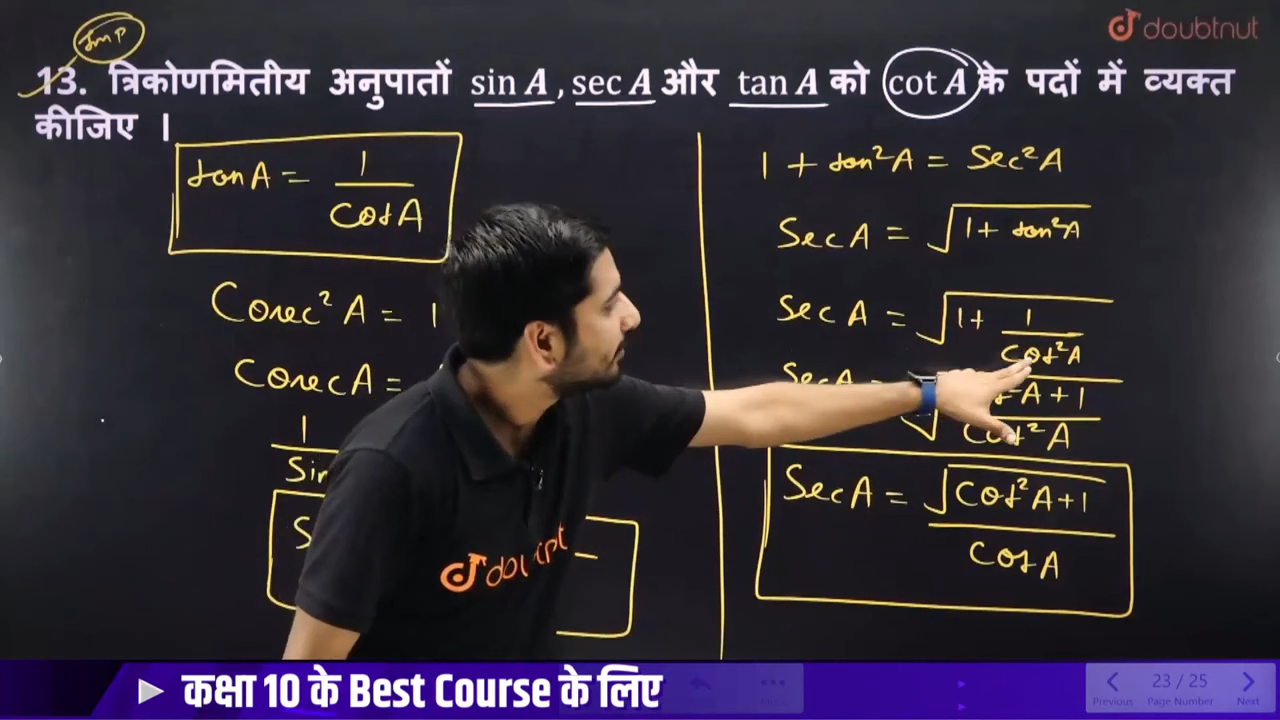 doubtnut
Imp
13. त्रिकोणमितीय अनुपातों sin A , sec A और tan A को cot A के पदों में व्यक्त
कीजिए ।
tan A = 1 / cot A
Cosec² A = 1
Cosec A =
1 / Sin
S
1 + tan² A = Sec² A
Sec A = √(1 + tan² A)
Sec A = √(1 + 1 / cot² A)
Sec A = √( A + 1 / cot² A)
Sec A = √(cot² A + 1) / cot A
▶ कक्षा 10 के Best Course के लिए
23 / 25
Previous Page Number Next